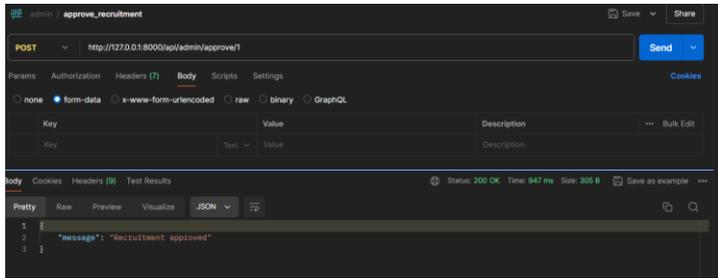 admin / approve_recruitment Save Share
POST http://127.0.0.1:8000/api/admin/approve/1 Send
Params Authorization Headers (7) Body Scripts Settings Cookies
none form-data x-www-form-urlencoded raw binary GraphQL
Key Value Description ... Bulk Edit
Key Text Value Description
Body Cookies Headers (9) Test Results Status: 200 OK Time: 947 ms Size: 305 B Save as example ...
Pretty Raw Preview Visualize JSON
1 {
2 "message": "Recruitment approved"
3 }